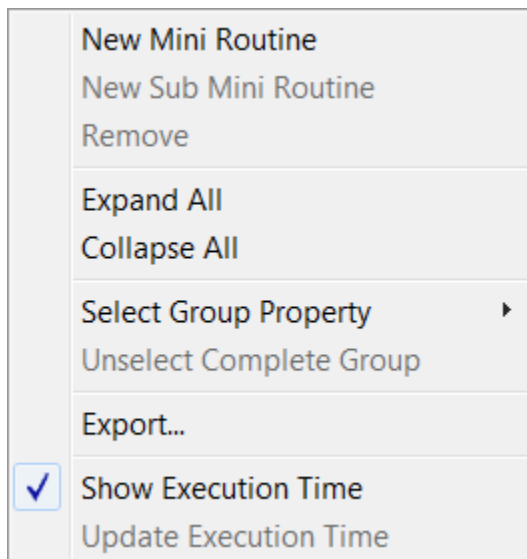 New Mini Routine
New Sub Mini Routine
Remove
Expand All
Collapse All
Select Group Property
Unselect Complete Group
Export...
Show Execution Time
Update Execution Time